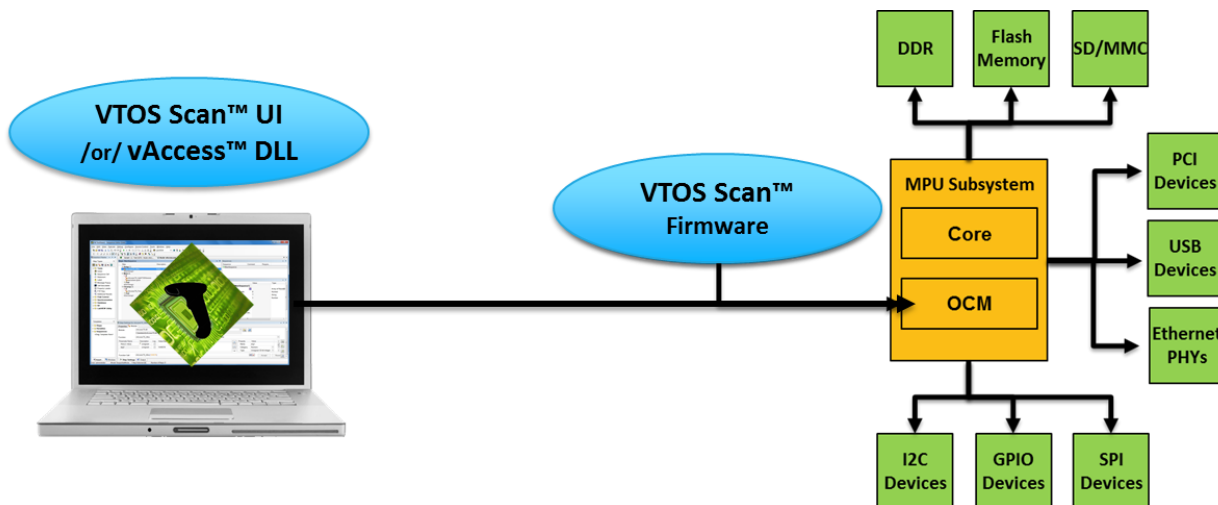 VTOS Scan™ UI
/or/ vAccess™ DLL
VTOS Scan™
Firmware
DDR
Flash
Memory
SD/MMC
MPU Subsystem
Core
OCM
PCI
Devices
USB
Devices
Ethernet
PHYs
I2C
Devices
GPIO
Devices
SPI
Devices